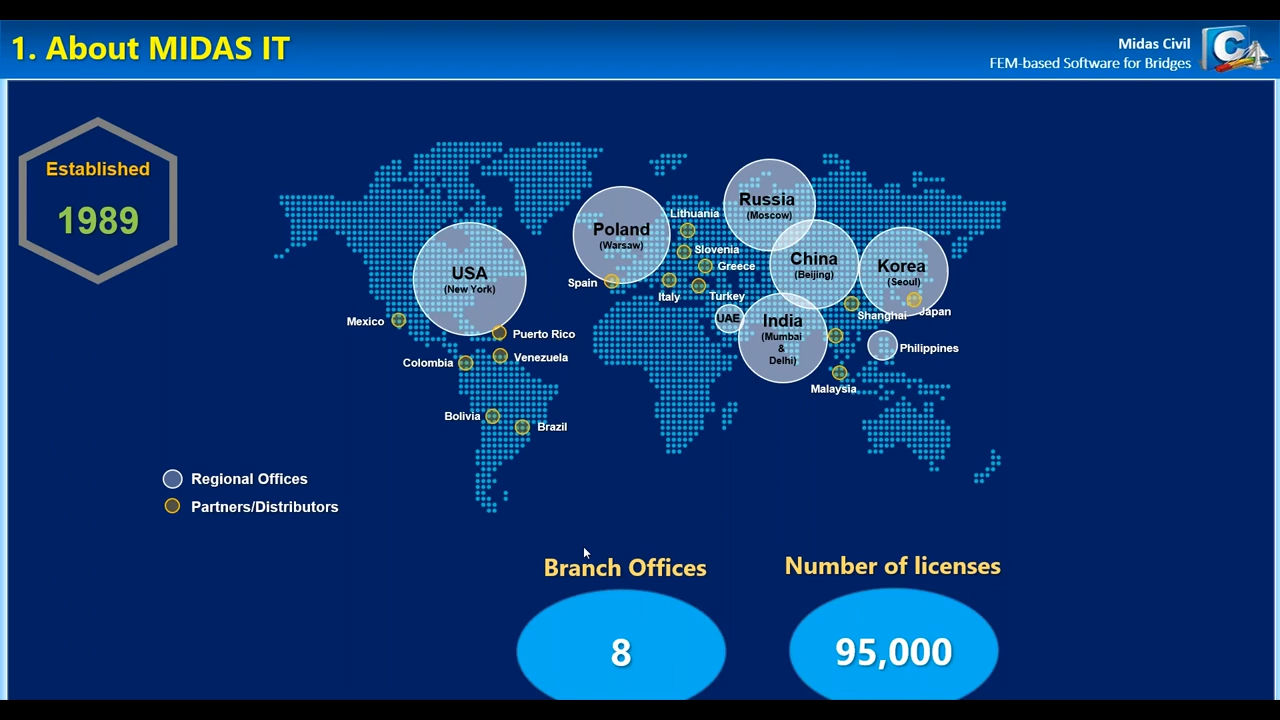 1. About MIDAS IT
Midas Civil
FEM-based Software for Bridges
C
Established
1989
Russia
(Moscow)
Lithuania
Poland
(Warsaw)
Slovenia
China
(Beijing)
Greece
Korea
(Seoul)
USA
(New York)
Spain
Italy
Turkey
Shanghai
Japan
UAE
India
(Mumbai
&
Delhi)
Mexico
Puerto Rico
Philippines
Colombia
Venezuela
Malaysia
Bolivia
Brazil
Regional Offices
Partners/Distributors
Branch Offices
8
Number of licenses
95,000